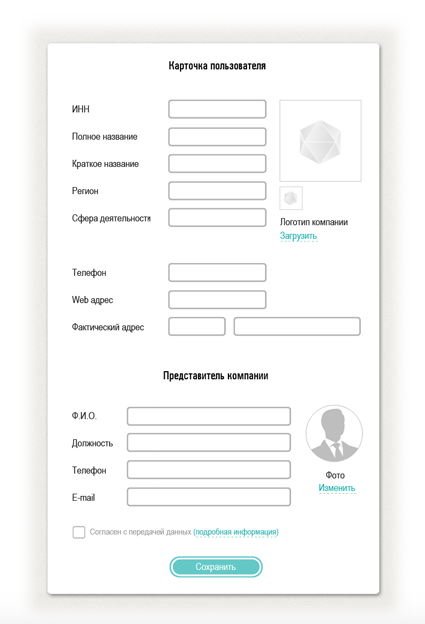 Карточка пользователя
ИНН
Полное название
Краткое название
Регион
Сфера деятельности
Логотип компании
Загрузить
Телефон
Web адрес
Фактический адрес
Представитель компании
Ф.И.О.
Должность
Телефон
E-mail
Фото
Изменить
Согласен с передачей данных (подробная информация)
Сохранить